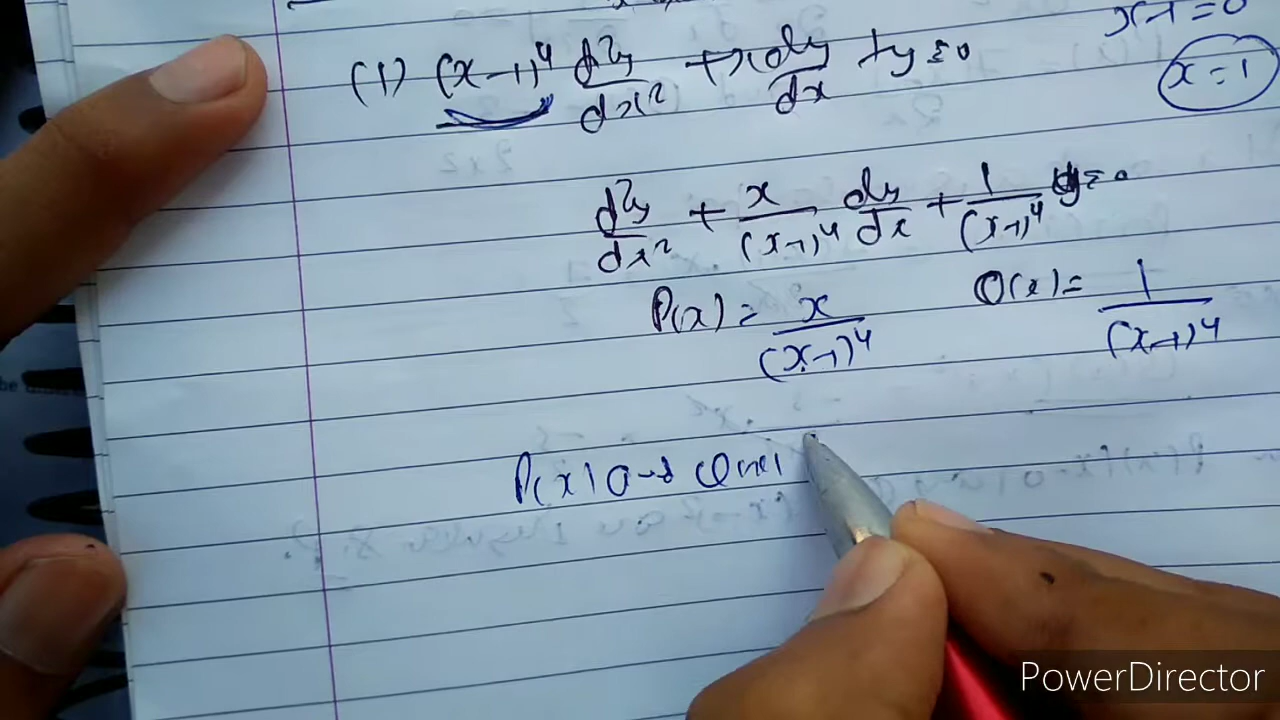 x-1=0
(1) (x-1)^4 d²y/dx² + x dy/dx + y = 0
x=1
d²y/dx² + x/(x-1)^4 dy/dx + 1/(x-1)^4 y = 0
P(x) = x/(x-1)^4 Q(x) = 1/(x-1)^4
P(x) and Q(x)
PowerDirector